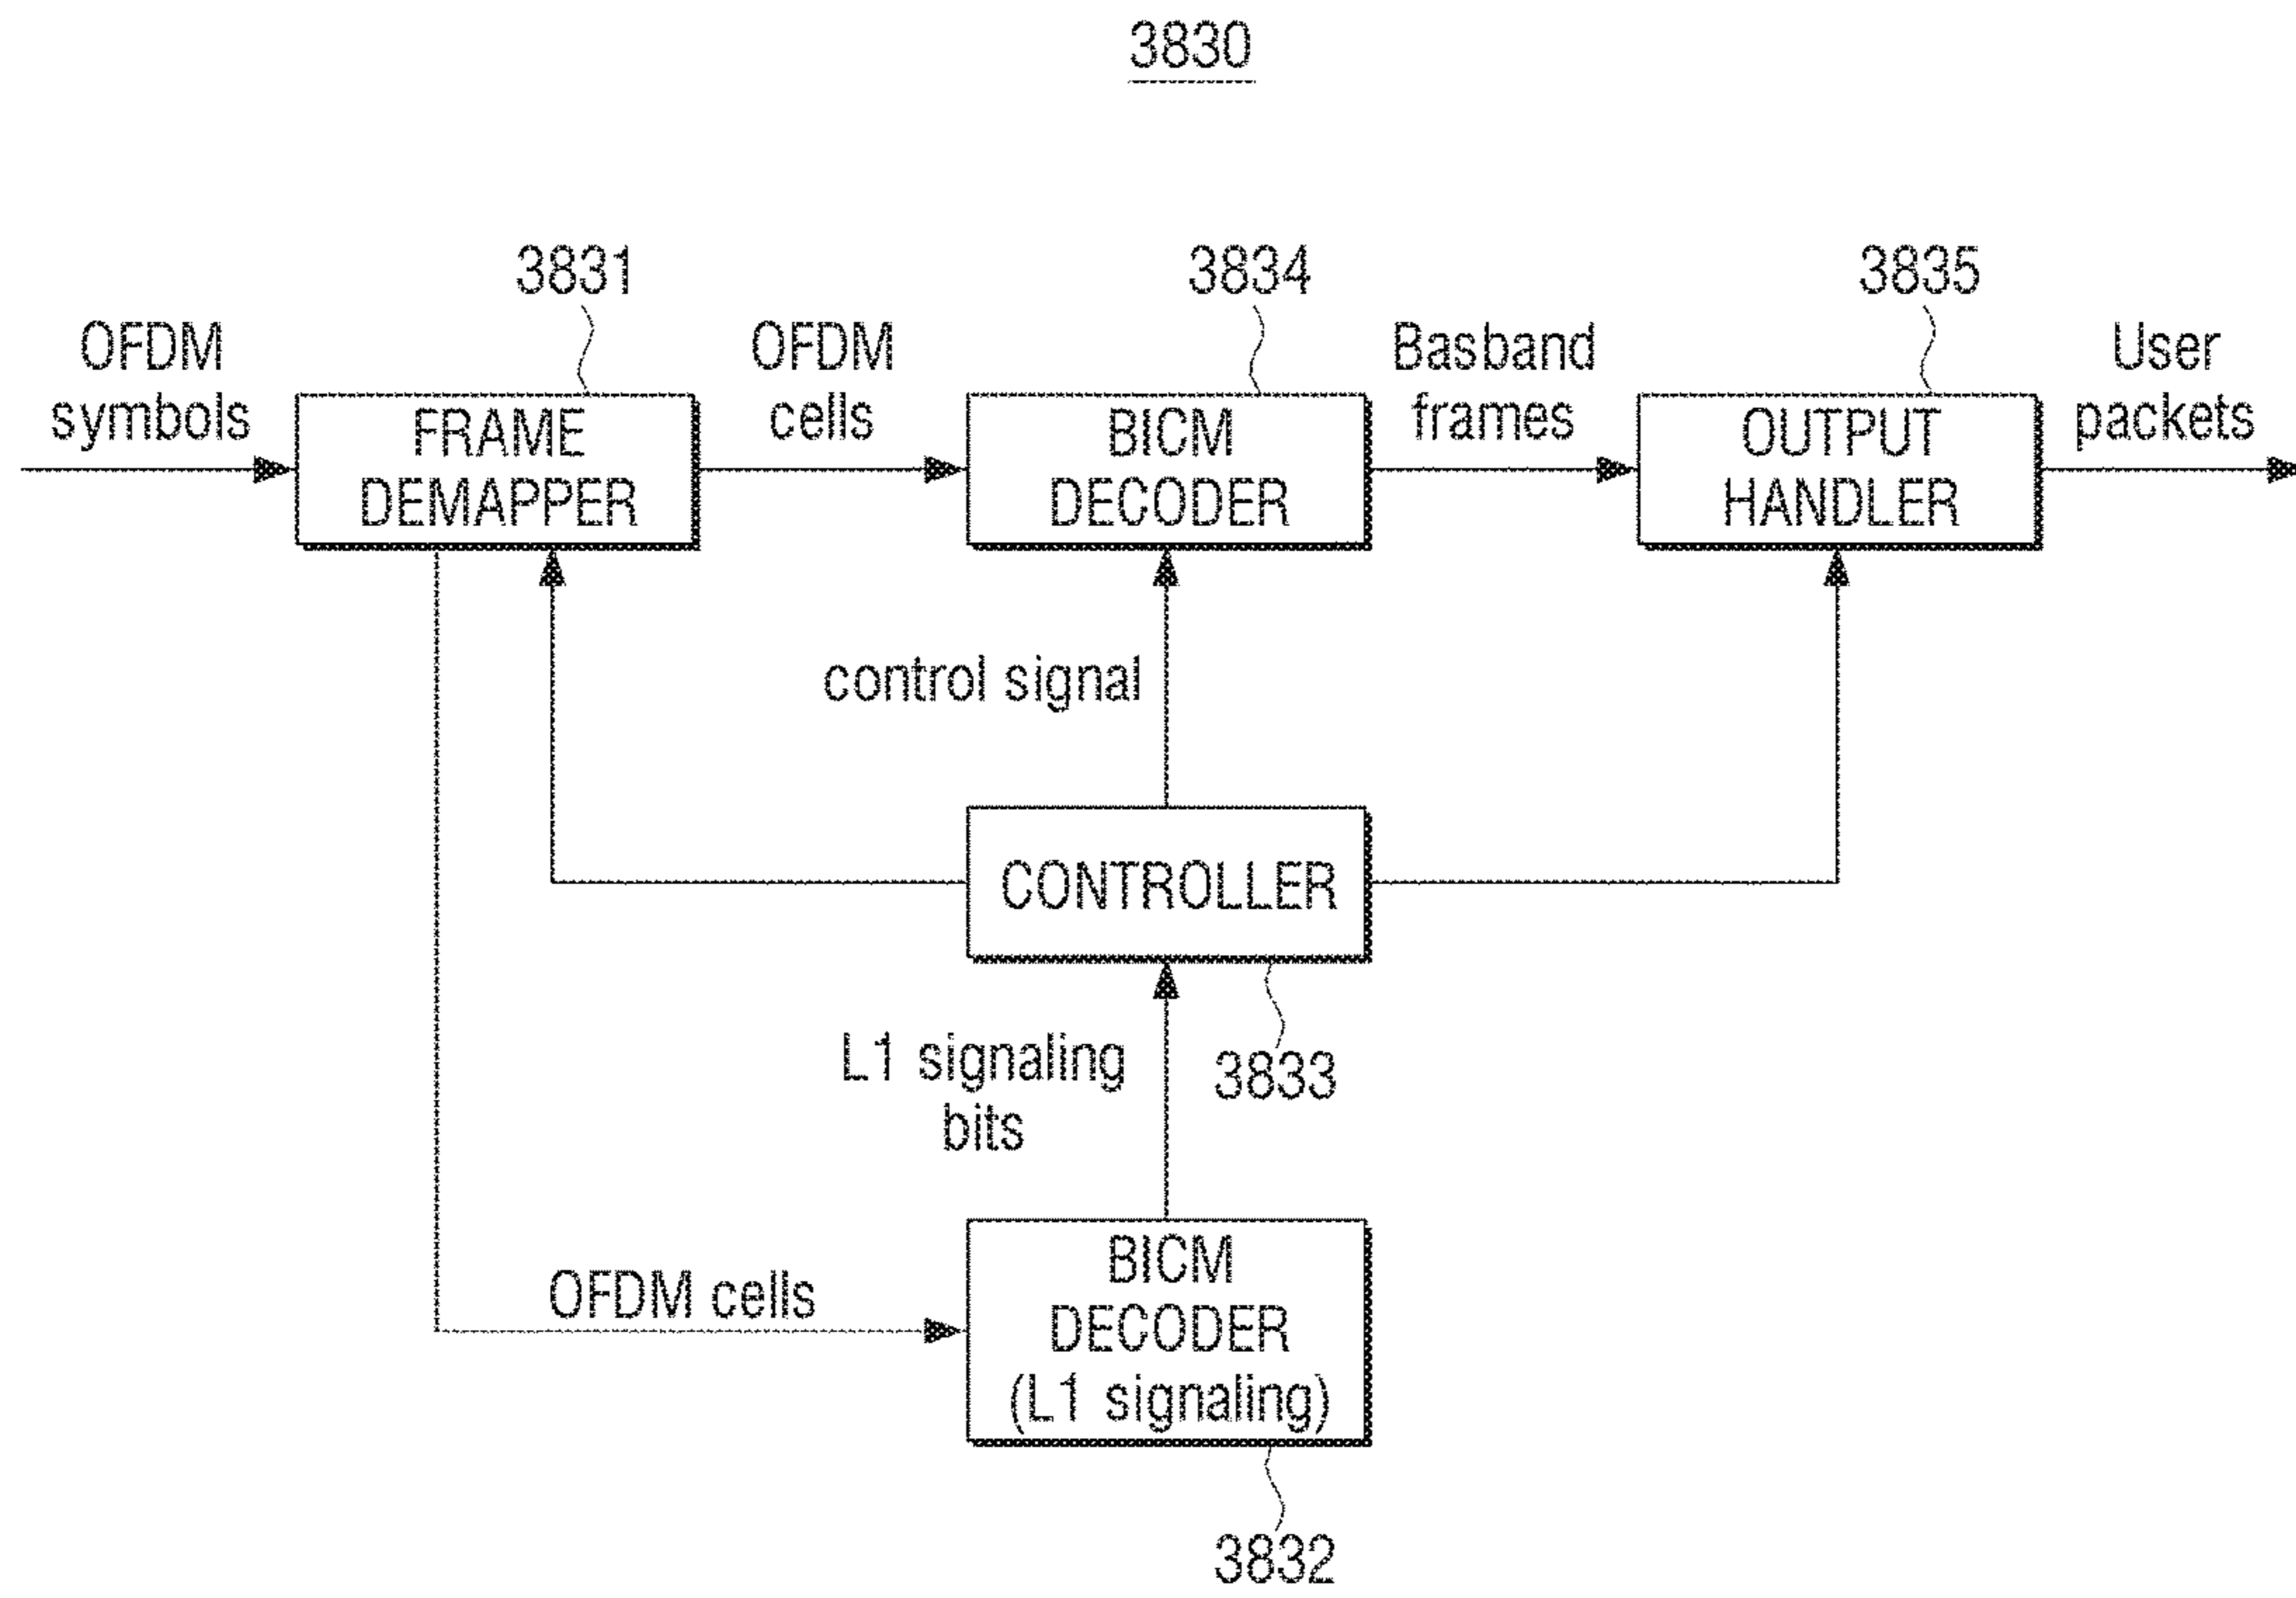 3830
3831
3834
3835
OFDM
symbols
OFDM
cells
Basband
frames
User
packets
FRAME
DEMAPPER
BICM
DECODER
OUTPUT
HANDLER
control signal
CONTROLLER
3833
L1 signaling
bits
OFDM cells
BICM
DECODER
(L1 signaling)
3832